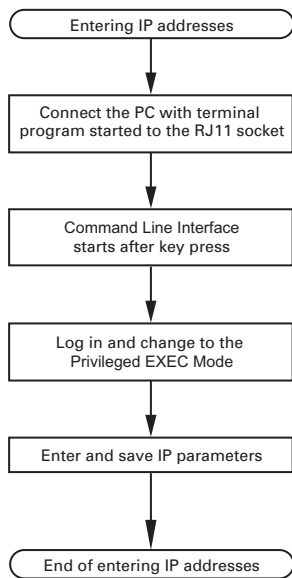 Entering IP addresses
Connect the PC with terminal
program started to the RJ11 socket
Command Line Interface
starts after key press
Log in and change to the
Privileged EXEC Mode
Enter and save IP parameters
End of entering IP addresses